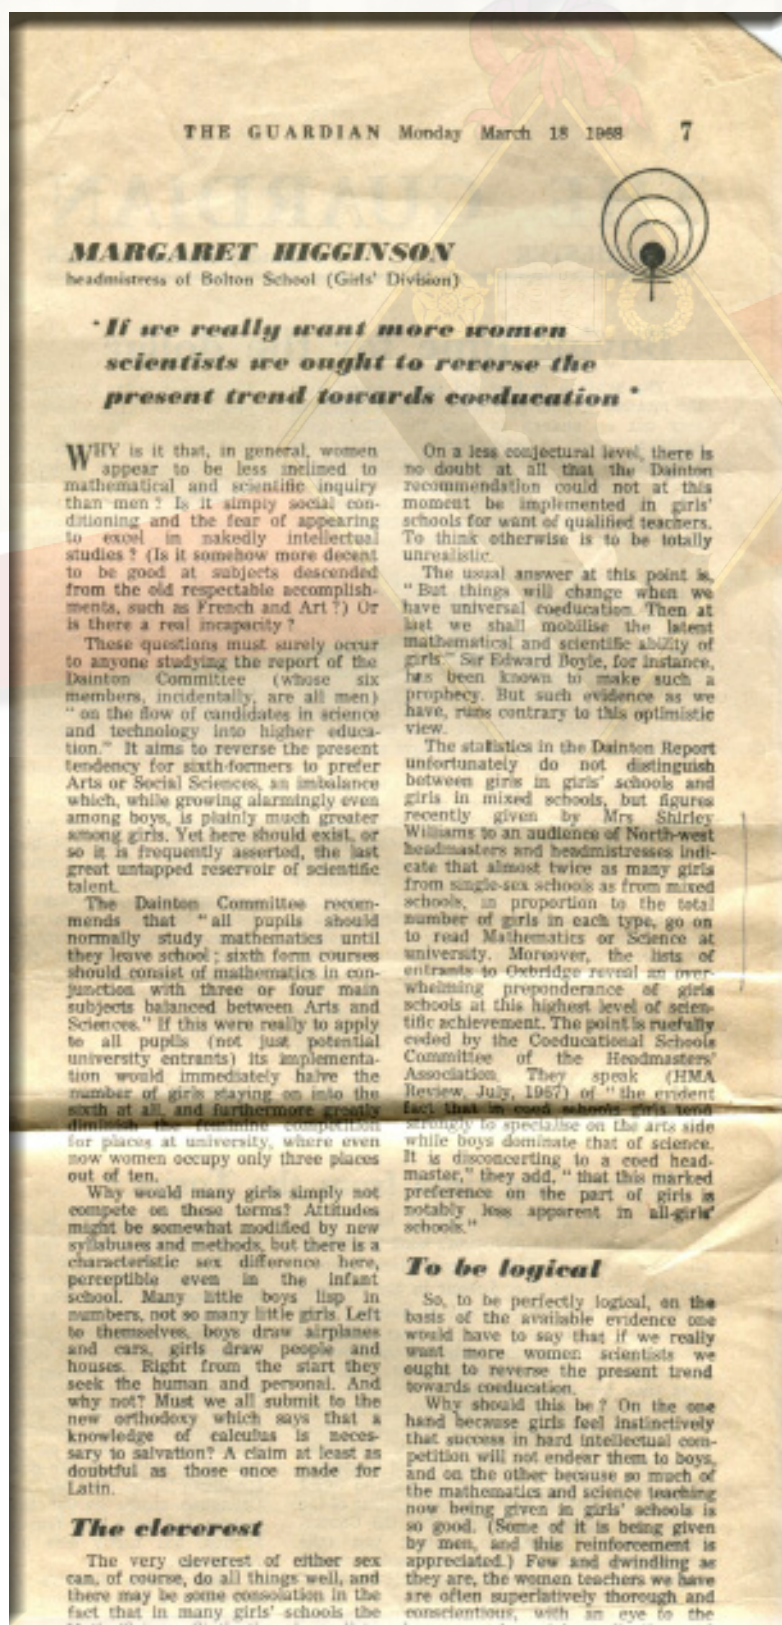 THE GUARDIAN Monday March 18 1968 7
MARGARET HIGGINSON
headmistress of Bolton School (Girls' Division)
'If we really want more women
scientists we ought to reverse the
present trend towards coeducation'
WHY is it that, in general, women
appear to be less inclined to
mathematical and scientific inquiry
than men? Is it simply social con-
ditioning and the fear of appearing
to excel in nakedly intellectual
studies? (Is it somehow more decent
to be good at subjects descended
from the old respectable accomplish-
ments, such as French and Art?) Or
is there a real incapacity?
These questions must surely occur
to anyone studying the report of the
Dainton Committee (whose six
members, incidentally, are all men)
"on the flow of candidates in science
and technology into higher educa-
tion." It aims to reverse the present
tendency for sixth-formers to prefer
Arts or Social Sciences, an imbalance
which, while growing alarmingly even
among boys, is plainly much greater
among girls. Yet here should exist, or
so it is frequently asserted, the last
great untapped reservoir of scientific
talent.
The Dainton Committee recom-
mends that "all pupils should
normally study mathematics until
they leave school; sixth form courses
should consist of mathematics in con-
junction with three or four main
subjects balanced between Arts and
Sciences." If this were really to apply
to all pupils (not just potential
university entrants) its implementa-
tion would immediately halve the
number of girls staying on into the
sixth at all, and furthermore greatly
diminish the feminine competition
for places at university, where even
now women occupy only three places
out of ten.
Why would many girls simply not
compete on these terms? Attitudes
might be somewhat modified by new
syllabuses and methods, but there is a
characteristic sex difference here,
perceptible even in the infant
school. Many little boys lisp in
numbers, not so many little girls. Left
to themselves, boys draw airplanes
and cars, girls draw people and
houses. Right from the start they
seek the human and personal. And
why not? Must we all submit to the
new orthodoxy which says that a
knowledge of calculus is neces-
sary to salvation? A claim at least as
doubtful as those once made for
Latin.
The cleverest
The very cleverest of either sex
can, of course, do all things well, and
there may be some consolation in the
fact that in many girls' schools the
On a less conjectural level, there is
no doubt at all that the Dainton
recommendation could not at this
moment be implemented in girls'
schools for want of qualified teachers.
To think otherwise is to be totally
unrealistic.
The usual answer at this point is,
"But things will change when we
have universal coeducation. Then at
last we shall mobilise the latent
mathematical and scientific ability of
girls." Sir Edward Boyle, for instance,
has been known to make such a
prophecy. But such evidence as we
have, runs contrary to this optimistic
view.
The statistics in the Dainton Report
unfortunately do not distinguish
between girls in girls' schools and
girls in mixed schools, but figures
recently given by Mrs Shirley
Williams to an audience of North-west
headmasters and headmistresses indi-
cate that almost twice as many girls
from single-sex schools as from mixed
schools, in proportion to the total
number of girls in each type, go on
to read Mathematics or Science at
university. Moreover, the lists of
entrants to Oxbridge reveal an over-
whelming preponderance of girls
schools at this highest level of scien-
tific achievement. The point is ruefully
ceded by the Coeducational Schools
Committee of the Headmasters'
Association. They speak (HMA
Review, July, 1967) of "the evident
fact that in coed schools girls tend
strongly to specialise on the arts side
while boys dominate that of science.
It is disconcerting to a coed head-
master," they add, "that this marked
preference on the part of girls is
notably less apparent in all-girls'
schools."
To be logical
So, to be perfectly logical, on the
basis of the available evidence one
would have to say that if we really
want more women scientists we
ought to reverse the present trend
towards coeducation.
Why should this be? On the one
hand because girls feel instinctively
that success in hard intellectual com-
petition will not endear them to boys,
and on the other because so much of
the mathematics and science teaching
now being given in girls' schools is
so good. (Some of it is being given
by men, and this reinforcement is
appreciated.) Few and dwindling as
they are, the women teachers we have
are often superlatively thorough and
conscientious, with an eye to the